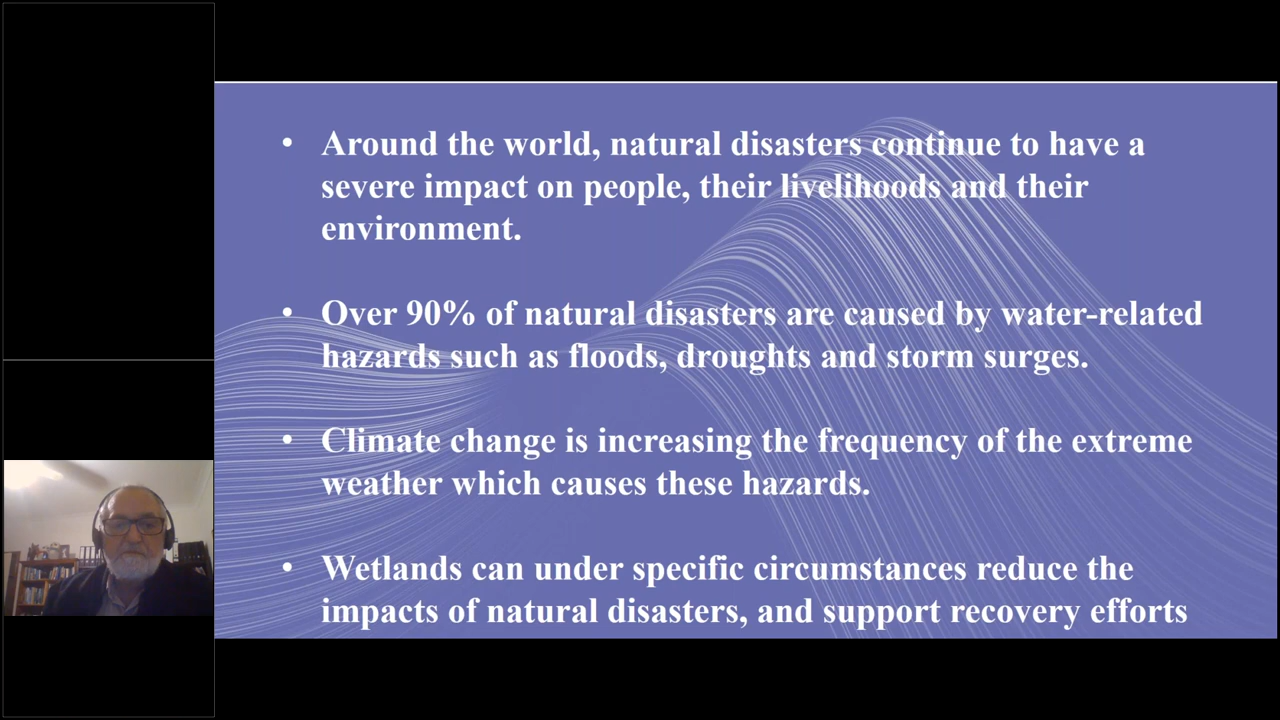 • Around the world, natural disasters continue to have a
severe impact on people, their livelihoods and their
environment.
• Over 90% of natural disasters are caused by water-related
hazards such as floods, droughts and storm surges.
• Climate change is increasing the frequency of the extreme
weather which causes these hazards.
• Wetlands can under specific circumstances reduce the
impacts of natural disasters, and support recovery efforts